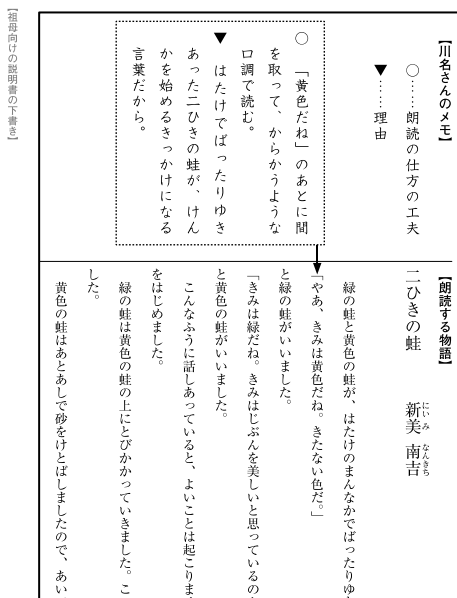 【川名さんのメモ】
○……朗読の仕方の工夫
▼……理由
○　「黄色だね」のあとに間
を取って、からかうような
口調で読む。
▼　はたけでばったりゆき
あった二ひきの蛙が、けん
かを始めるきっかけになる
言葉だから。
【朗読する物語】
二ひきの蛙　　新美 南吉
にいみ　なんきち
緑の蛙と黄色の蛙が、はたけのまんなかでばったりゆ
「やあ、きみは黄色だね。きたない色だ。」
と緑の蛙がいいました。
「きみは緑だね。きみはじぶんを美しいと思っているの
と黄色の蛙がいいました。
こんなふうに話しあっていると、よいことは起こりま
をはじめました。
緑の蛙は黄色の蛙の上にとびかかっていきました。こ
した。
黄色の蛙はあとあしで砂をけとばしましたので、あい
【祖母向けの説明書の下書き】